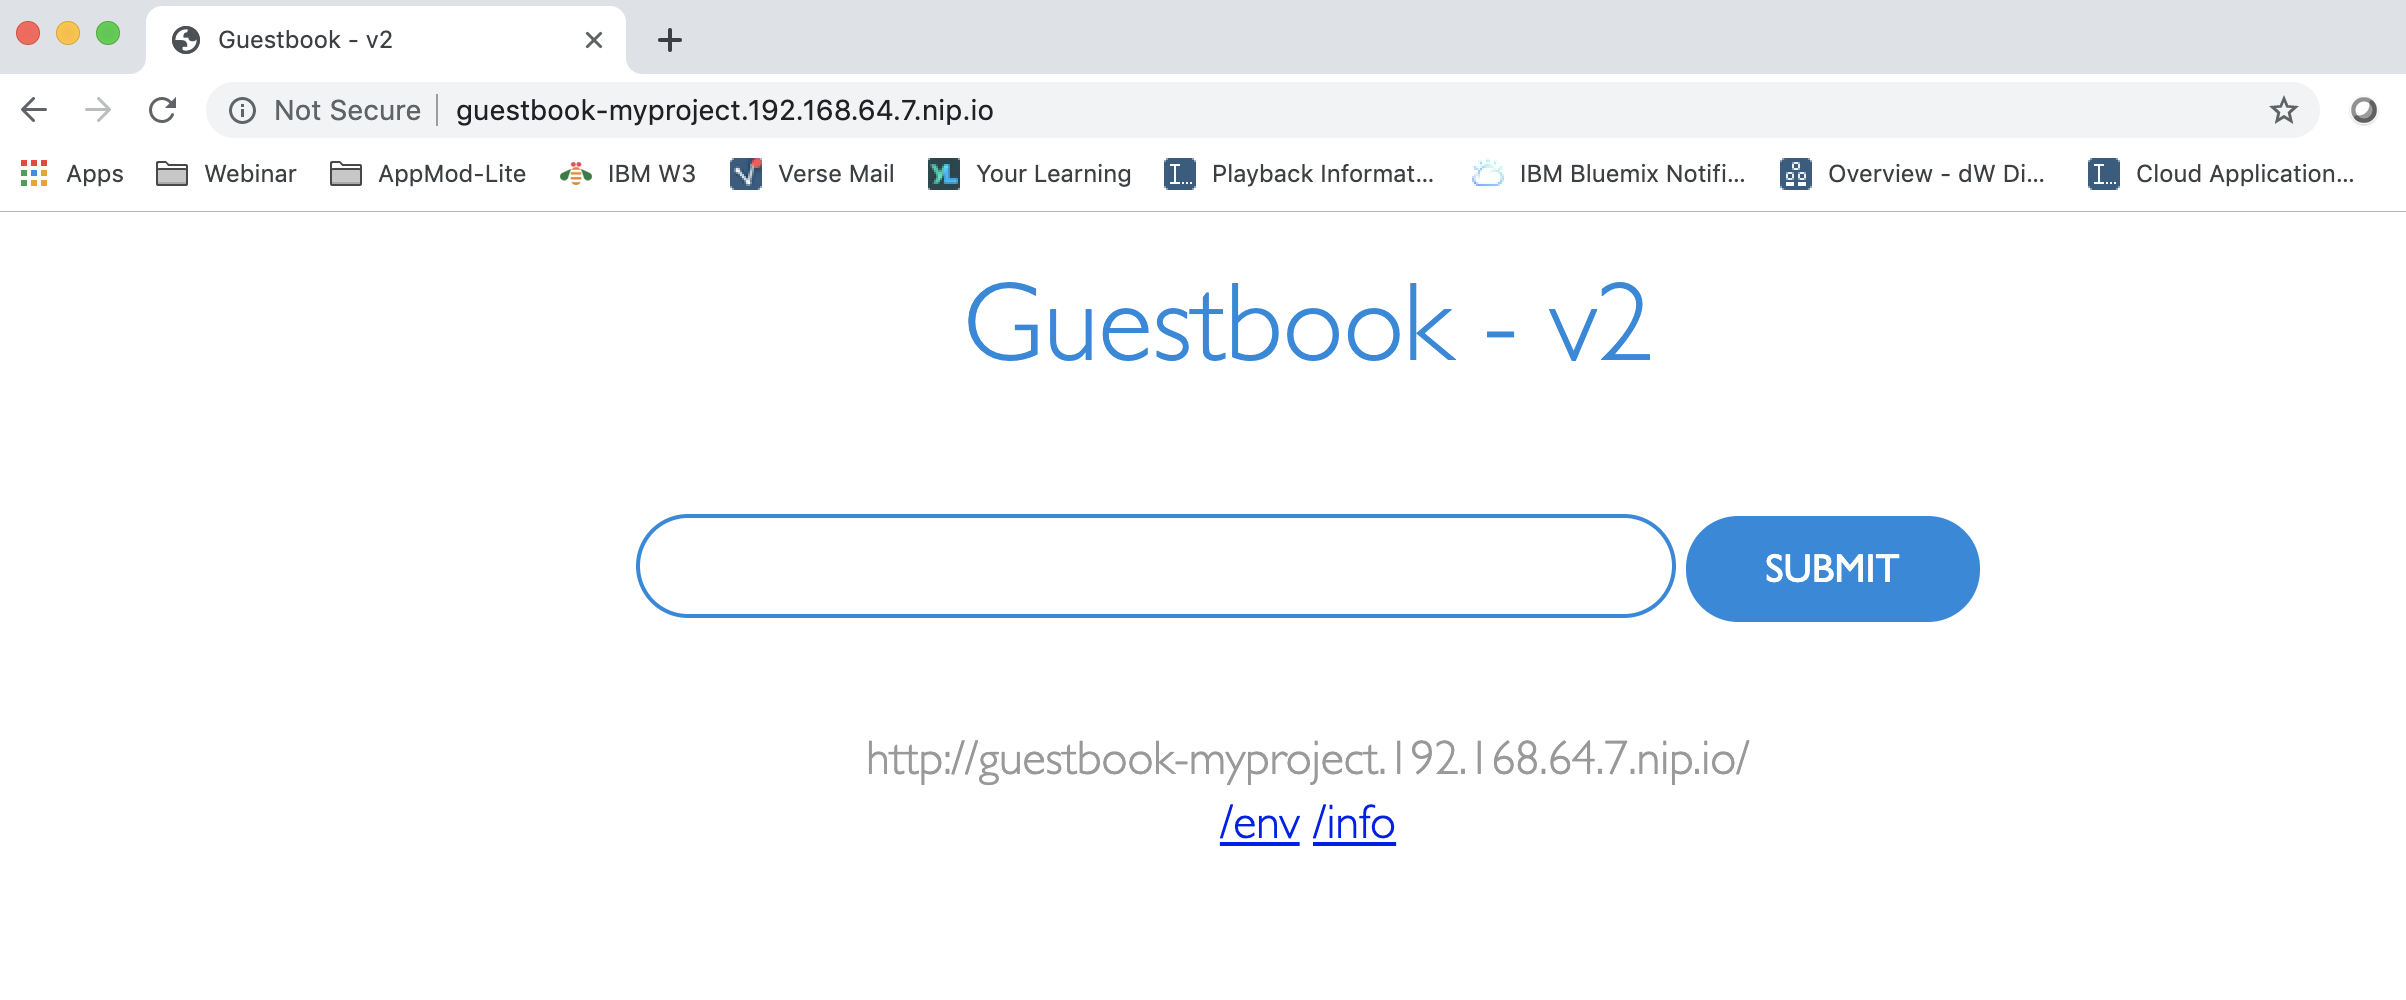 Guestbook - v2
Not Secure guestbook-myproject.192.168.64.7.nip.io
Apps Webinar AppMod-Lite IBM W3 Verse Mail YL Your Learning I... Playback Informat... IBM Bluemix Notifi... Overview - dW Di... I... Cloud Application...
Guestbook - v2
SUBMIT
http://guestbook-myproject.192.168.64.7.nip.io/
/env /info